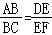 AB/BC = DE/EF